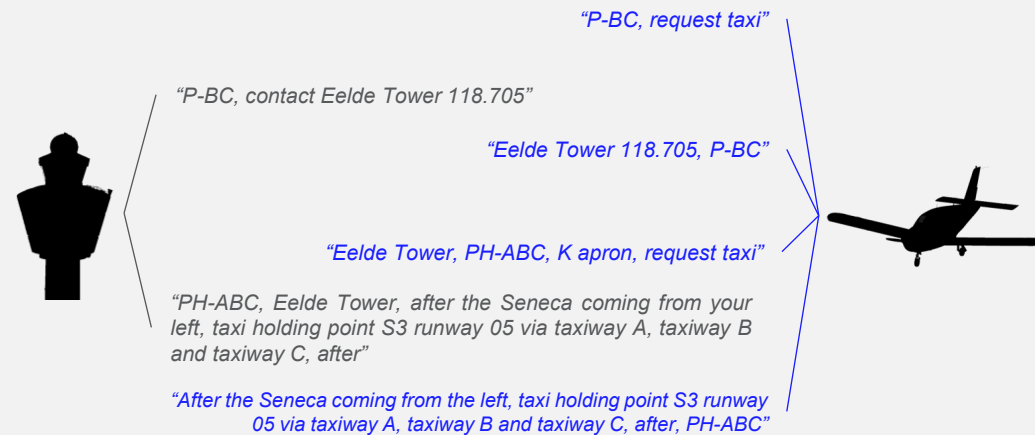 “P-BC, request taxi”
“P-BC, contact Eelde Tower 118.705”
“Eelde Tower 118.705, P-BC”
“Eelde Tower, PH-ABC, K apron, request taxi”
“PH-ABC, Eelde Tower, after the Seneca coming from your
left, taxi holding point S3 runway 05 via taxiway A, taxiway B
and taxiway C, after”
“After the Seneca coming from the left, taxi holding point S3 runway
05 via taxiway A, taxiway B and taxiway C, after, PH-ABC”